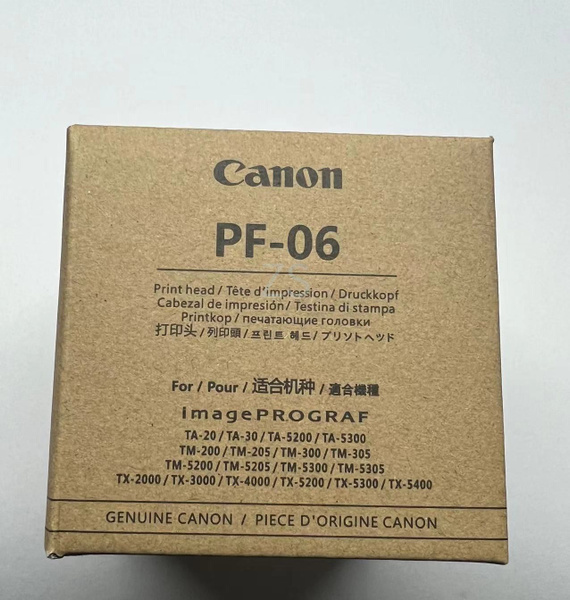 Canon
PF-06
Print head / Tête d'impression / Druckkopf
Cabezal de impresión / Testina di stampa
Printkop / печатающие головки
打印头 / 列印頭 / 프린트 헤드 / プリソトヘッド
For / Pour / 适合机种 / 適合機種
imagePROGRAF
TA-20 / TA-30 / TA-5200 / TA-5300
TM-200 / TM-205 / TM-300 / TM-305
TM-5200 / TM-5205 / TM-5300 / TM-5305
TX-2000 / TX-3000 / TX-4000 / TX-5200 / TX-5300 / TX-5400
GENUINE CANON / PIECE D'ORIGINE CANON